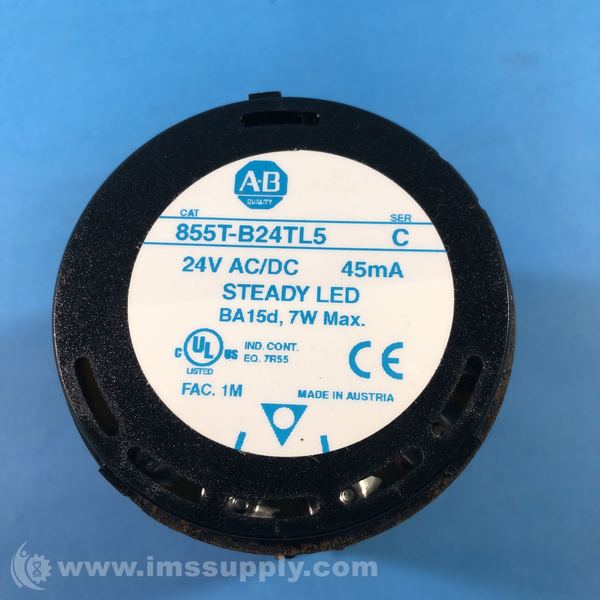 A-B
QUALITY
CAT SER
855T-B24TL5 C
24V AC/DC 45mA
STEADY LED
BA15d, 7W Max.
C UL US LISTED
IND. CONT.
EQ. 7R55
CE
FAC. 1M MADE IN AUSTRIA
www.imssupply.com